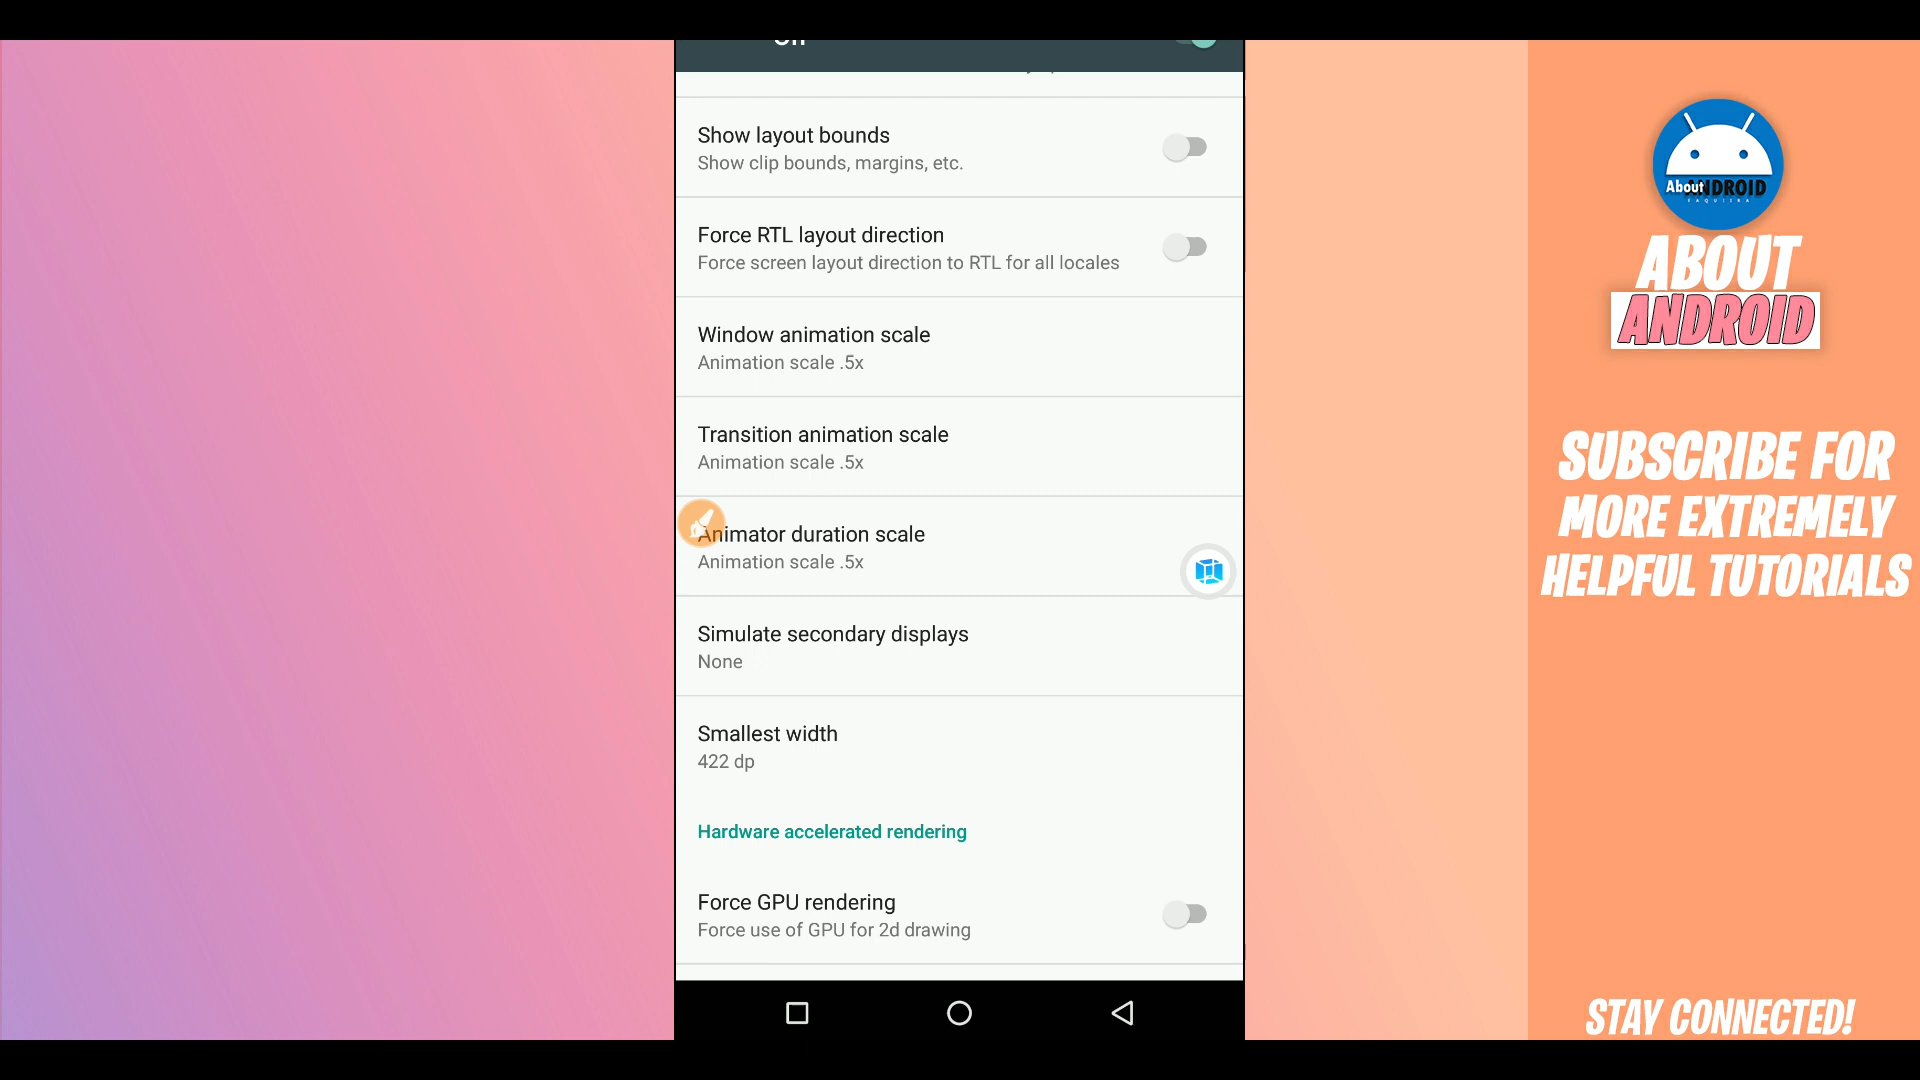 Show layout bounds
Show clip bounds, margins, etc.
Force RTL layout direction
Force screen layout direction to RTL for all locales
Window animation scale
Animation scale .5x
Transition animation scale
Animation scale .5x
Animator duration scale
Animation scale .5x
Simulate secondary displays
None
Smallest width
422 dp
Hardware accelerated rendering
Force GPU rendering
Force use of GPU for 2d drawing
About ANDROID
FAQUJIRA
ABOUT
ANDROID
SUBSCRIBE FOR
MORE EXTREMELY
HELPFUL TUTORIALS
STAY CONNECTED!